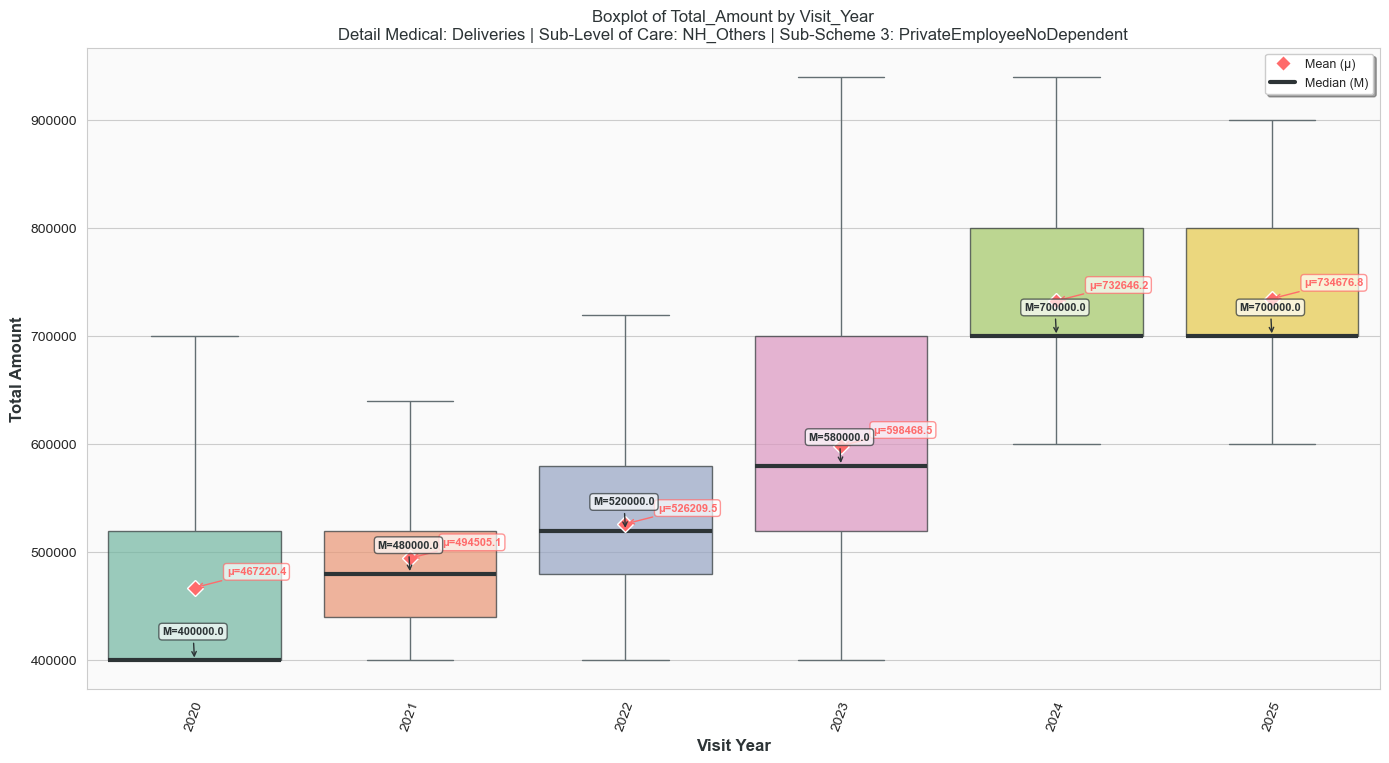 Boxplot of Total_Amount by Visit_Year
Detail Medical: Deliveries | Sub-Level of Care: NH_Others | Sub-Scheme 3: PrivateEmployeeNoDependent
Mean (μ)
Median (M)
Total Amount
900000
800000
700000
600000
500000
400000
μ=467220.4
M=400000.0
μ=494505.1
M=480000.0
μ=526209.5
M=520000.0
μ=598468.5
M=580000.0
μ=732646.2
M=700000.0
μ=734676.8
M=700000.0
2020
2021
2022
2023
2024
2025
Visit Year